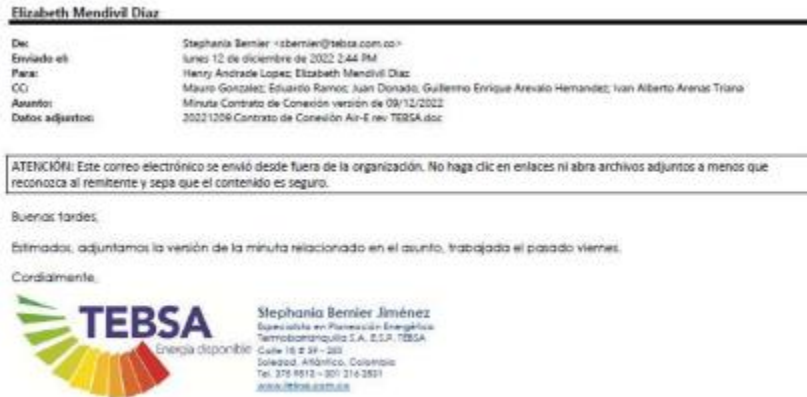 Elizabeth Mendivil Diaz
De: Stephania Bernier <sbernier@tebsa.com.co>
Enviado el: lunes 12 de diciembre de 2022 2:44 PM
Para: Henry Andrade Lopez; Elizabeth Mendivil Diaz
CC: Mauro Gonzalez; Eduardo Ramos; Juan Donado; Guillermo Enrique Arevalo Hernandez; Ivan Alberto Arenas Triana
Asunto: Minuta Contrato de Conexión versión de 09/12/2022
Datos adjuntos: 20221209 Contrato de Conexión Air-E rev TEBSA.doc
ATENCIÓN: Este correo electrónico se envió desde fuera de la organización. No haga clic en enlaces ni abra archivos adjuntos a menos que
reconozca al remitente y sepa que el contenido es seguro.
Buenas tardes,
Estimados, adjuntamos la versión de la minuta relacionado en el asunto, trabajada el pasado viernes.
Cordialmente,
TEBSA
Energía disponible
Stephania Bernier Jiménez
Especialista en Planeación Energética
Termobarranquilla S.A. E.S.P. TEBSA
Calle 18 #
Soledad, Atlántico, Colombia
Tel.
www.tebsa.com.co